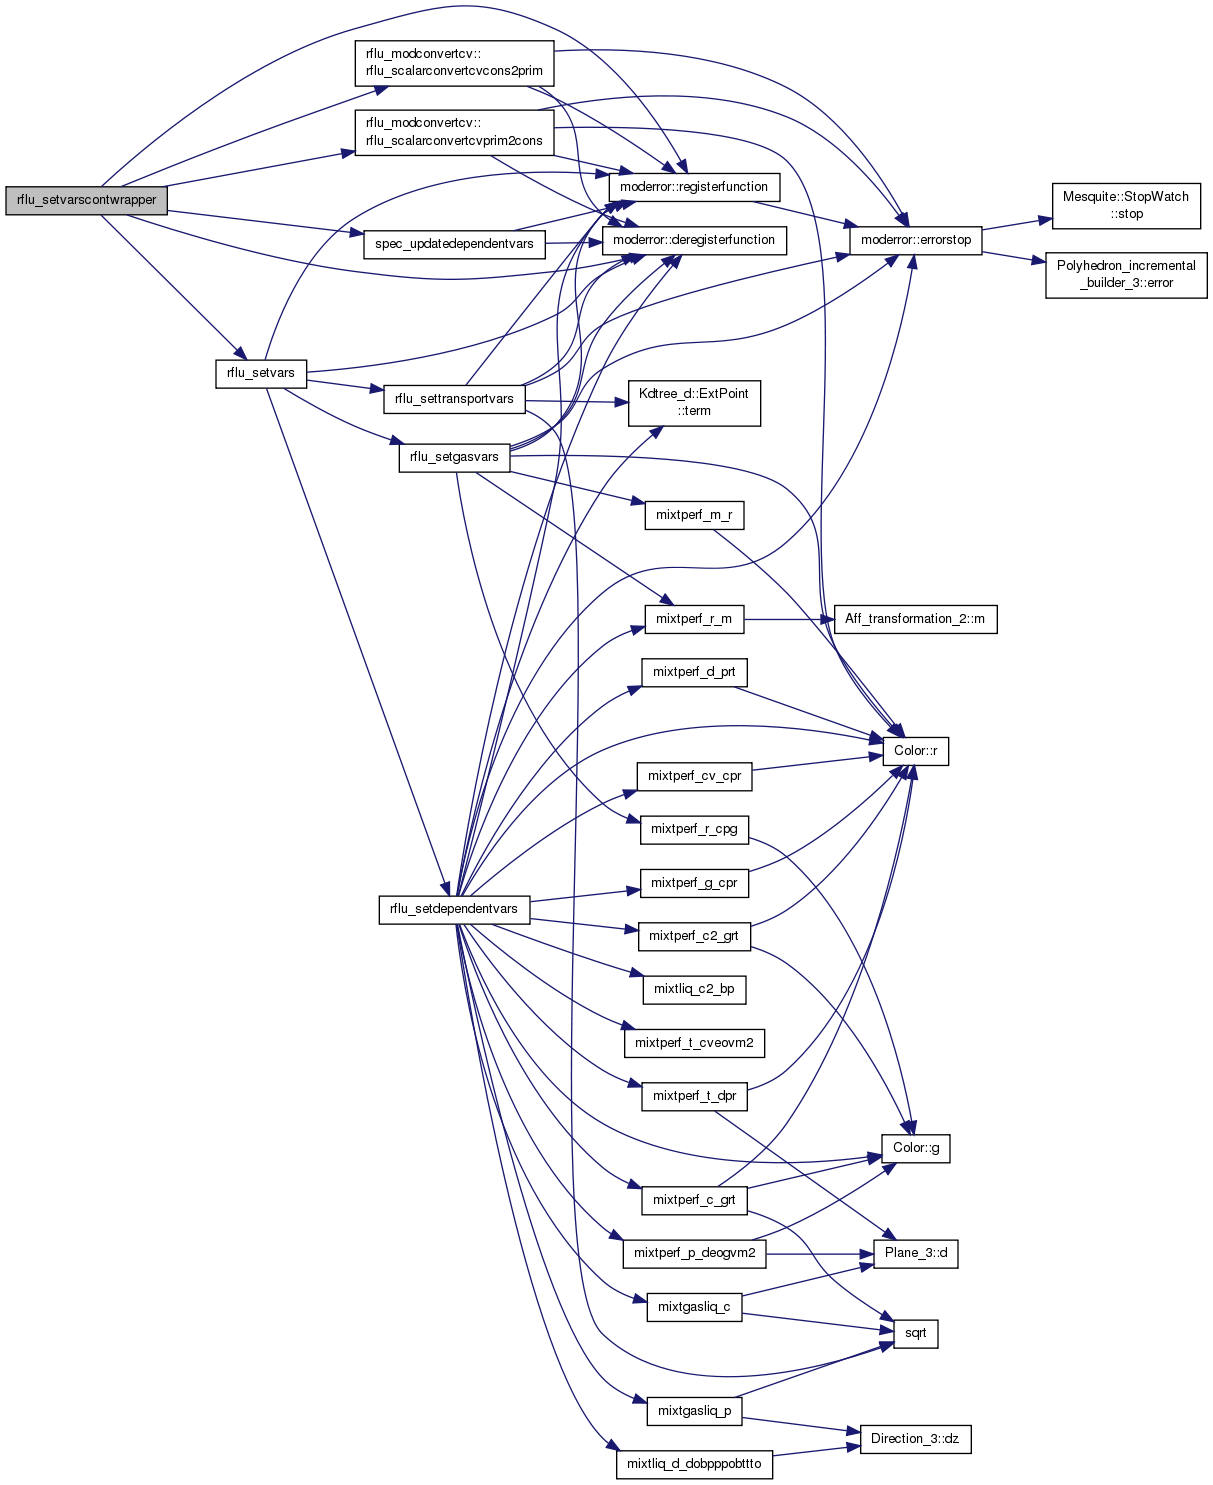 rflu_setvarscontwrapper
rflu_modconvertcv::
rflu_scalarconvertcvcons2prim
rflu_modconvertcv::
rflu_scalarconvertcvprim2cons
spec_updatedependentvars
rflu_setvars
rflu_settransportvars
rflu_setgasvars
rflu_setdependentvars
moderror::registerfunction
moderror::deregisterfunction
moderror::errorstop
Mesquite::StopWatch
::stop
Polyhedron_incremental
_builder_3::error
Kdtree_d::ExtPoint
::term
mixtperf_m_r
mixtperf_r_m
Aff_transformation_2::m
mixtperf_d_prt
Color::r
mixtperf_cv_cpr
mixtperf_r_cpg
mixtperf_g_cpr
mixtperf_c2_grt
mixtliq_c2_bp
mixtperf_t_cveovm2
mixtperf_t_dpr
Color::g
mixtperf_c_grt
mixtperf_p_deogvm2
Plane_3::d
mixtgasliq_c
sqrt
mixtgasliq_p
Direction_3::dz
mixtliq_d_dobpppobttto